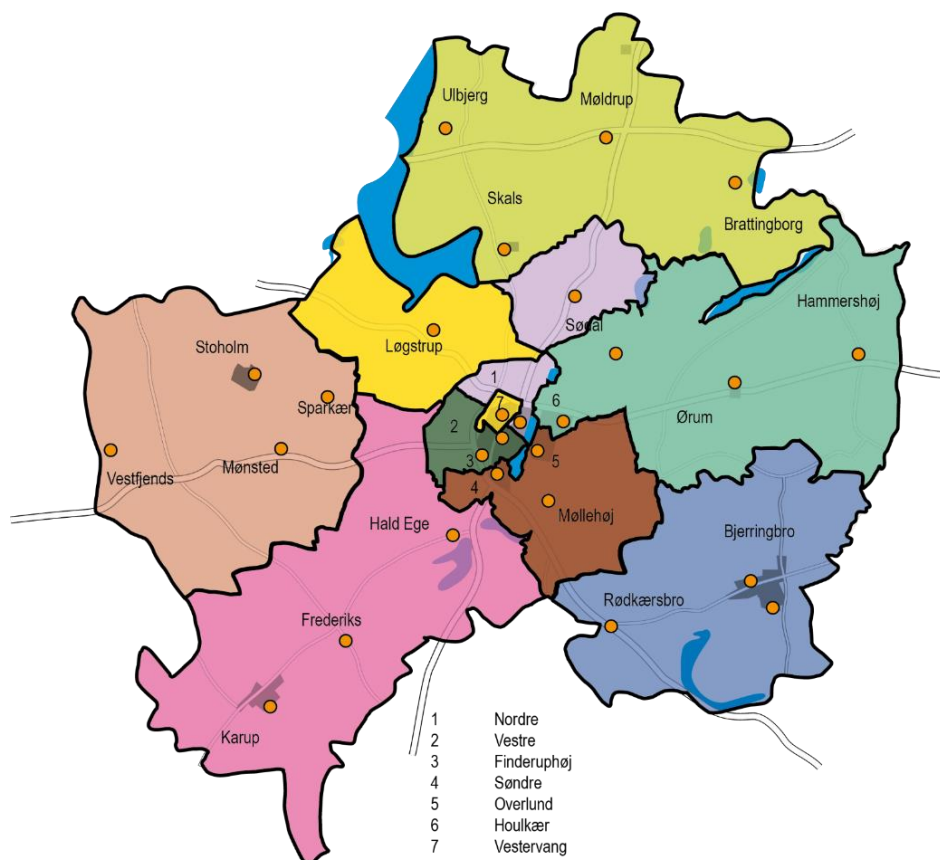 Ulbjerg
Møldrup
Skals
Brattingborg
Sødal
Hammershøj
Løgstrup
Stoholm
1
Sparkær
7
6
2
Ørum
3
5
Vestfjends
Mønsted
4
Møllehøj
Hald Ege
Bjerringbro
Rødkærsbro
Frederiks
Karup
1 Nordre
2 Vestre
3 Finderuphøj
4 Søndre
5 Overlund
6 Houlkær
7 Vestervang